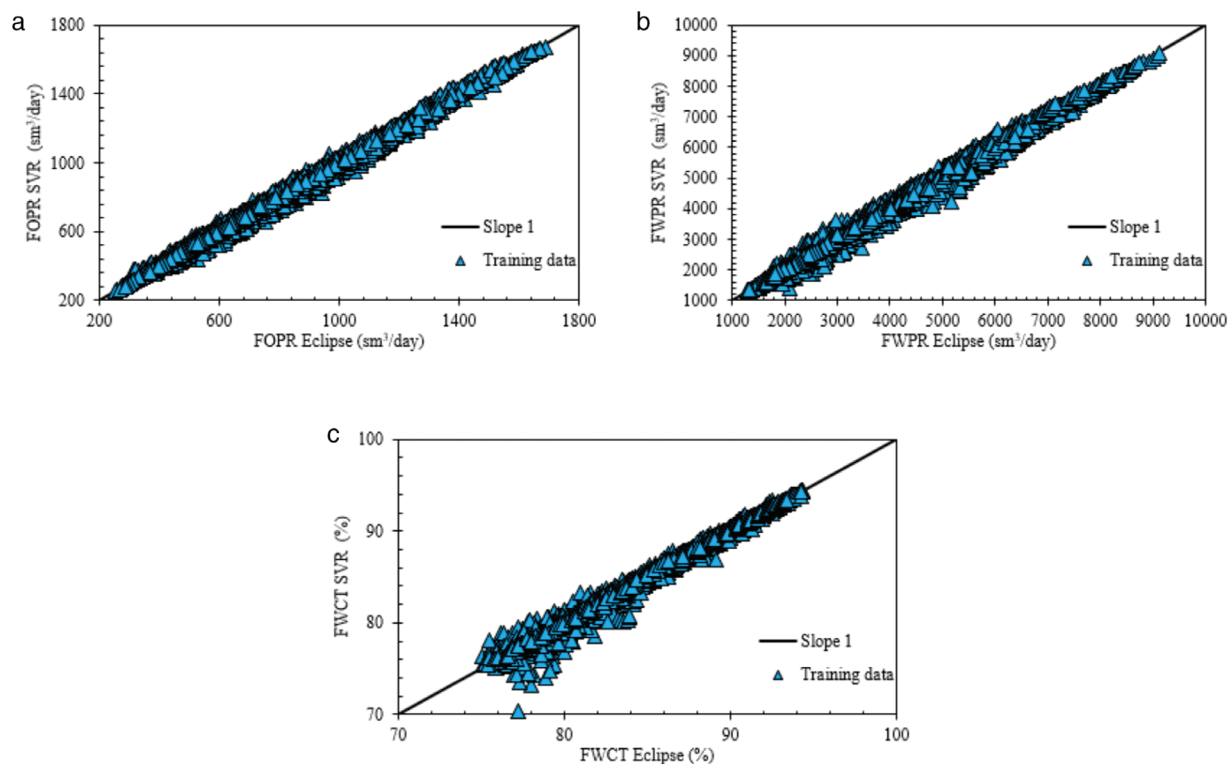 a
1800
1400
1000
600
200
FOPR SVR (sm³/day)
Slope 1
Training data
200 600 1000 1400 1800
FOPR Eclipse (sm³/day)
b
10000
9000
8000
7000
6000
5000
4000
3000
2000
1000
FWPR SVR (sm³/day)
Slope 1
Training data
1000 2000 3000 4000 5000 6000 7000 8000 9000 10000
FWPR Eclipse (sm³/day)
c
100
90
80
70
FWCT SVR (%)
Slope 1
Training data
70 80 90 100
FWCT Eclipse (%)